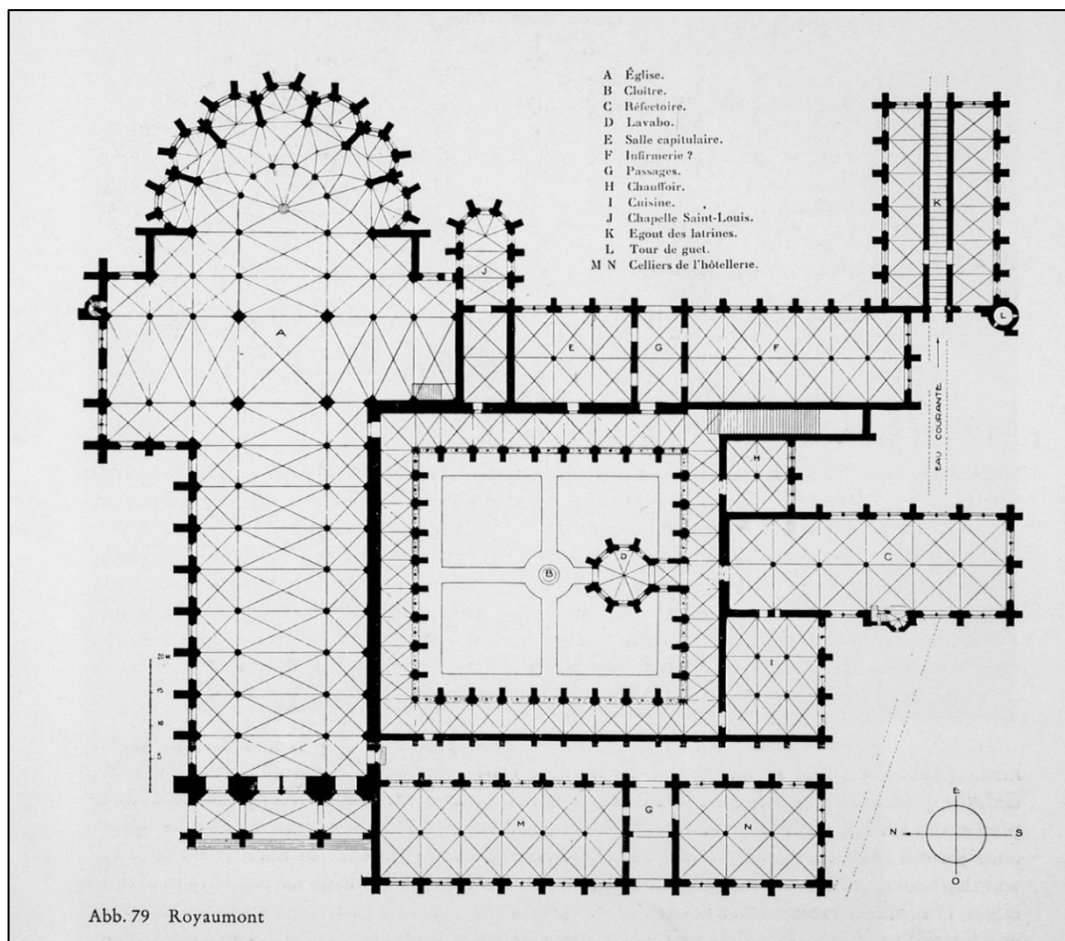 A Église.
B Cloître.
C Réfectoire.
D Lavabo.
E Salle capitulaire.
F Infirmerie ?
G Passages.
H Chauffoir.
I Cuisine.
J Chapelle Saint-Louis.
K Egout des latrines.
L Tour de guet.
M N Celliers de l'hôtellerie.
K
J
L
A
E
G
F
EAU COURANTE
H
D
B
C
I
G
M
N
E
N
S
O
Abb. 79 Royaumont